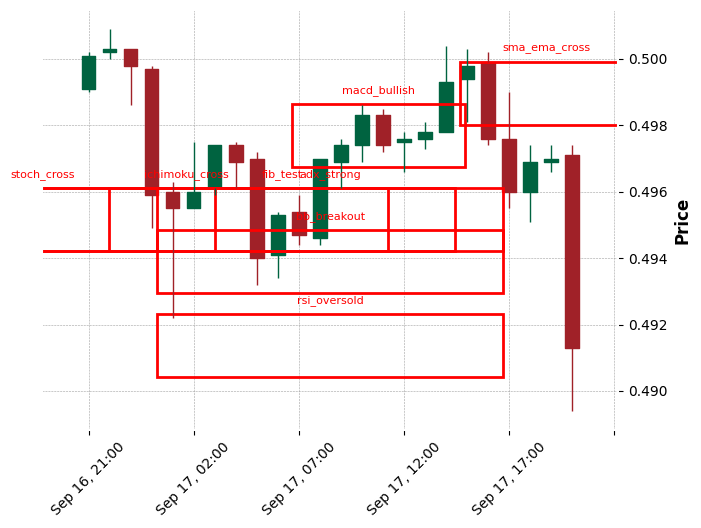 sma_ema_cross
0.500
macd_bullish
0.498
stoch_cross
fib_test
adx_strong
0.496
0.494
rsi_oversold
0.492
0.490
Price
Sep 16, 21:00
Sep 17, 02:00
Sep 17, 07:00
Sep 17, 12:00
Sep 17, 17:00